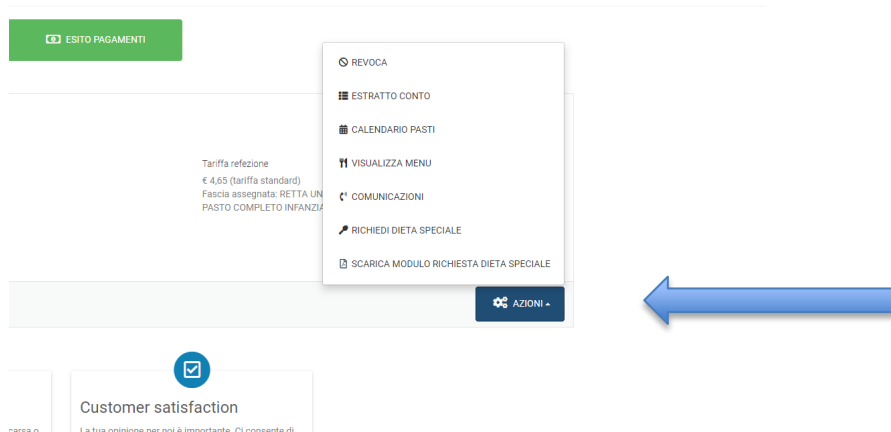 ESITO PAGAMENTI
REVOCA
ESTRATTO CONTO
CALENDARIO PASTI
VISUALIZZA MENU
COMUNICAZIONI
RICHIEDI DIETA SPECIALE
SCARICA MODULO RICHIESTA DIETA SPECIALE
Tariffa refezione
€ 4,65 (tariffa standard)
Fascia assegnata: RETTA UN
PASTO COMPLETO INFANZIA
AZIONI
Customer satisfaction
La tua opinione per noi è importante. Ci consente di